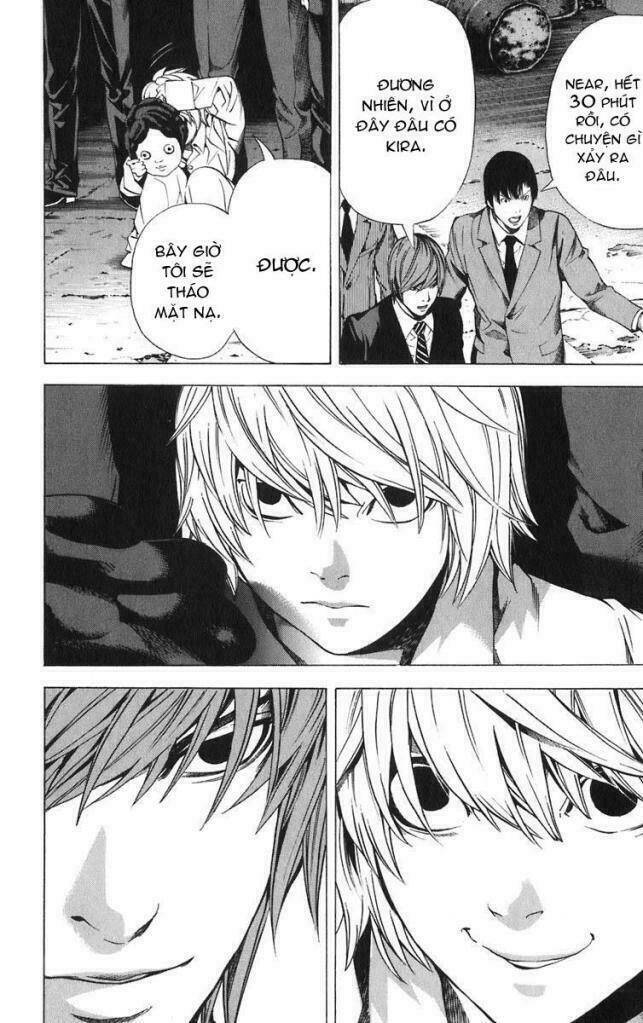 NEAR, HẾT
30 PHÚT
RỒI, CÓ
CHUYỆN GÌ
XẢY RA
ĐÂU.
ĐƯƠNG
NHIÊN, VÌ Ở
ĐÂY ĐÂU CÓ
KIRA.
ĐƯỢC.
BÂY GIỜ
TÔI SẼ
THÁO
MẶT NẠ.